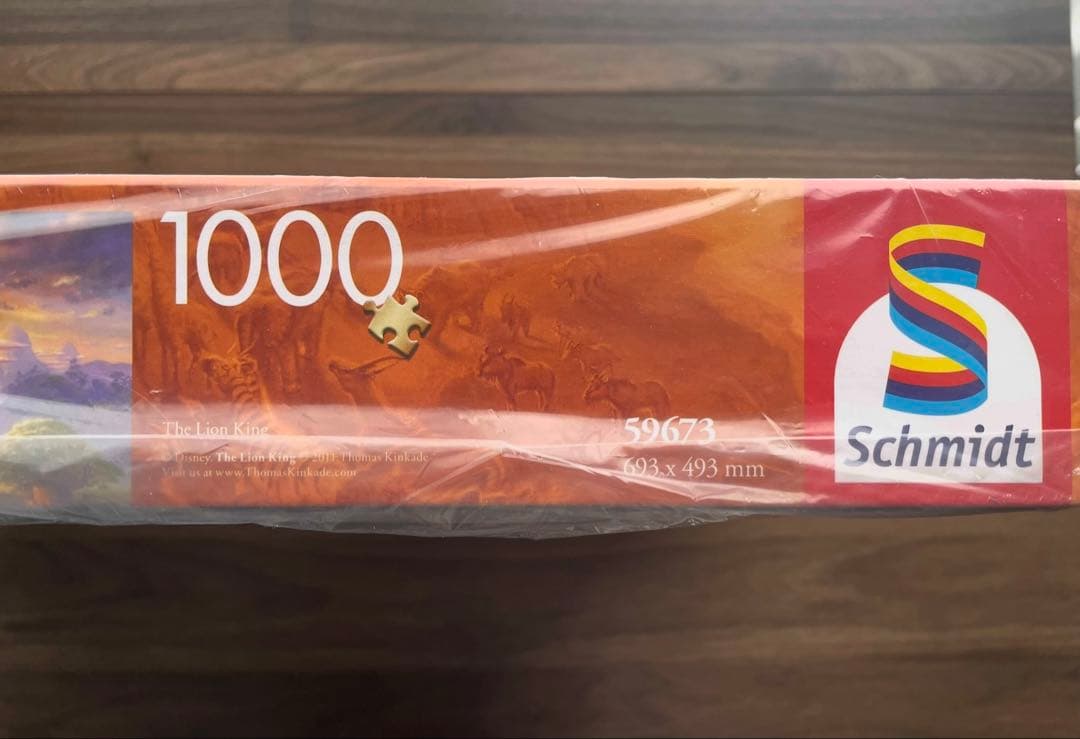 1000
The Lion King
© Disney The Lion King © 2011 Thomas Kinkade
Visit us at www.ThomasKinkade.com
59673
693 x 493 mm
Schmidt